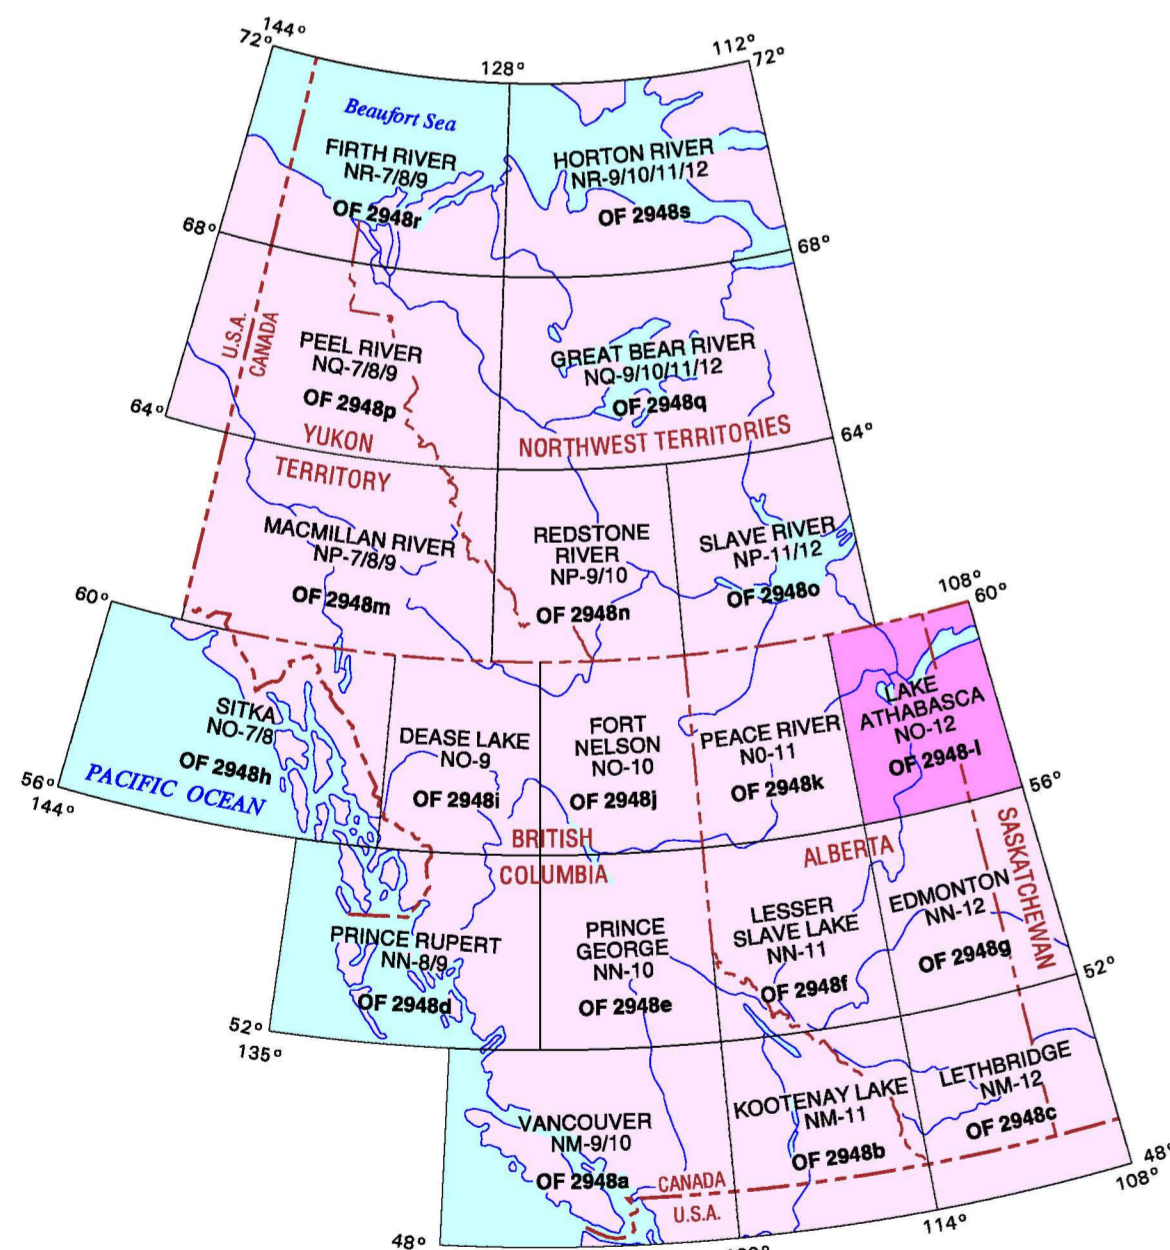 144°
72°
128°
112°
72°
Beaufort Sea
FIRTH RIVER
NR-7/8/9
OF 2948r
HORTON RIVER
NR-9/10/11/12
OF 2948s
68°
68°
U.S.A.
CANADA
PEEL RIVER
NQ-7/8/9
OF 2948p
GREAT BEAR RIVER
NQ-9/10/11/12
OF 2948q
64°
64°
YUKON
TERRITORY
NORTHWEST TERRITORIES
MACMILLAN RIVER
NP-7/8/9
OF 2948m
REDSTONE
RIVER
NP-9/10
OF 2948n
SLAVE RIVER
NP-11/12
OF 2948o
60°
108°
60°
SITKA
NO-7/8
OF 2948h
PACIFIC OCEAN
DEASE LAKE
NO-9
OF 2948i
FORT
NELSON
NO-10
OF 2948j
PEACE RIVER
N0-11
OF 2948k
LAKE
ATHABASCA
NO-12
OF 2948-l
56°
144°
56°
BRITISH
COLUMBIA
ALBERTA
SASKATCHEWAN
PRINCE RUPERT
NN-8/9
OF 2948d
PRINCE
GEORGE
NN-10
OF 2948e
LESSER
SLAVE LAKE
NN-11
OF 2948f
EDMONTON
NN-12
OF 2948g
52°
135°
52°
VANCOUVER
NM-9/10
OF 2948a
KOOTENAY LAKE
NM-11
OF 2948b
LETHBRIDGE
NM-12
OF 2948c
CANADA
U.S.A.
48°
114°
48°
108°